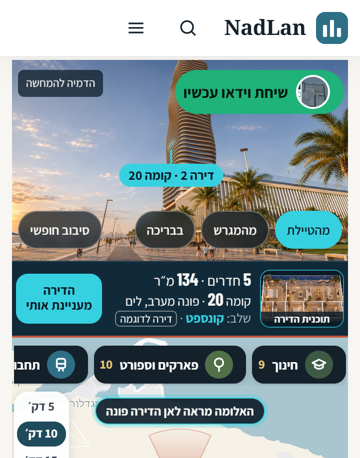 NadLan
הדמיה להמחשה
שיחת וידאו עכשיו
דירה 2 · קומה 20
מהטיילת
מהמגרש
בבריכה
סיבוב חופשי
5 חדרים · 134 מ״ר
קומה 20 · פונה מערב, לים
שלב: קונספט · דירה לדוגמה
הדירה
מעניינת אותי
תוכנית הדירה
חינוך 9
פארקים וספורט 10
תחבו
5 דק׳
10 דק׳
האלומה מראה לאן הדירה פונה